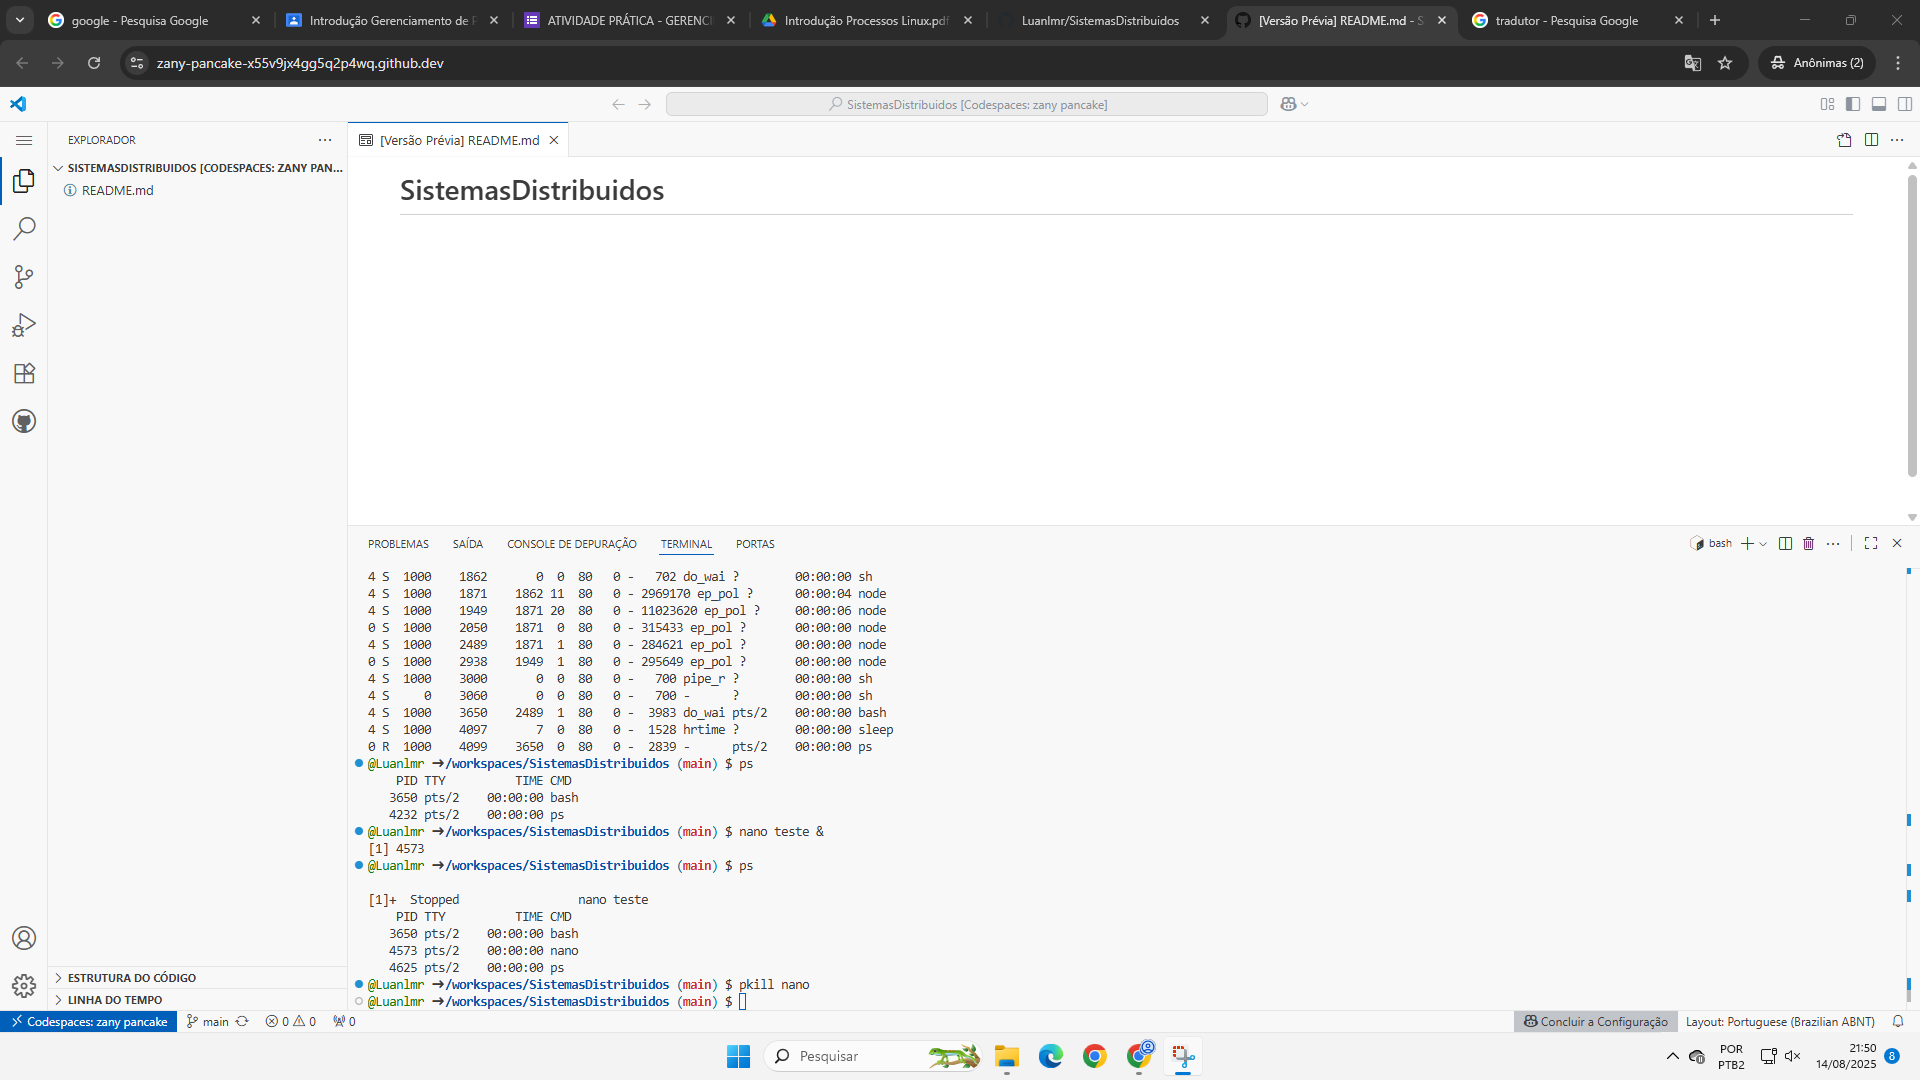 google - Pesquisa Google
Introdução Gerenciamento de P
ATIVIDADE PRÁTICA - GERENCI
Introdução Processos Linux.pdf
Luanlmr/SistemasDistribuidos
[Versão Prévia] README.md - S
tradutor - Pesquisa Google
zany-pancake-x55v9jx4gg5q2p4wq.github.dev
Anônimas (2)
SistemasDistribuidos [Codespaces: zany pancake]
EXPLORADOR
SISTEMASDISTRIBUIDOS [CODESPACES: ZANY PAN...
README.md
[Versão Prévia] README.md
SistemasDistribuidos
PROBLEMAS SAÍDA CONSOLE DE DEPURAÇÃO TERMINAL PORTAS
bash
4 S  1000    1862       0  0  80   0 -   702 do_wai ?        00:00:00 sh
4 S  1000    1871    1862 11  80   0 - 2969170 ep_pol ?     00:00:04 node
4 S  1000    1949    1871 20  80   0 - 11023620 ep_pol ?    00:00:06 node
0 S  1000    2050    1871  0  80   0 - 315433 ep_pol ?      00:00:00 node
4 S  1000    2489    1871  1  80   0 - 284621 ep_pol ?      00:00:00 node
0 S  1000    2938    1949  1  80   0 - 295649 ep_pol ?      00:00:00 node
4 S  1000    3000       0  0  80   0 -   700 pipe_r ?       00:00:00 sh
4 S     0    3060       0  0  80   0 -   700 -      ?       00:00:00 sh
4 S  1000    3650    2489  1  80   0 -  3983 do_wai pts/2   00:00:00 bash
4 S  1000    4097       7  0  80   0 -  1528 hrtime ?       00:00:00 sleep
0 R  1000    4099    3650  0  80   0 -  2839 -      pts/2   00:00:00 ps
@Luanlmr ➜/workspaces/SistemasDistribuidos (main) $ ps
    PID TTY          TIME CMD
   3650 pts/2    00:00:00 bash
   4232 pts/2    00:00:00 ps
@Luanlmr ➜/workspaces/SistemasDistribuidos (main) $ nano teste &
[1] 4573
@Luanlmr ➜/workspaces/SistemasDistribuidos (main) $ ps
[1]+  Stopped                 nano teste
    PID TTY          TIME CMD
   3650 pts/2    00:00:00 bash
   4573 pts/2    00:00:00 nano
   4625 pts/2    00:00:00 ps
@Luanlmr ➜/workspaces/SistemasDistribuidos (main) $ pkill nano
@Luanlmr ➜/workspaces/SistemasDistribuidos (main) $
ESTRUTURA DO CÓDIGO
LINHA DO TEMPO
Codespaces: zany pancake
main
0
0
0
Concluir a Configuração
Layout: Portuguese (Brazilian ABNT)
Pesquisar
POR
PTB2
21:50
14/08/2025
8